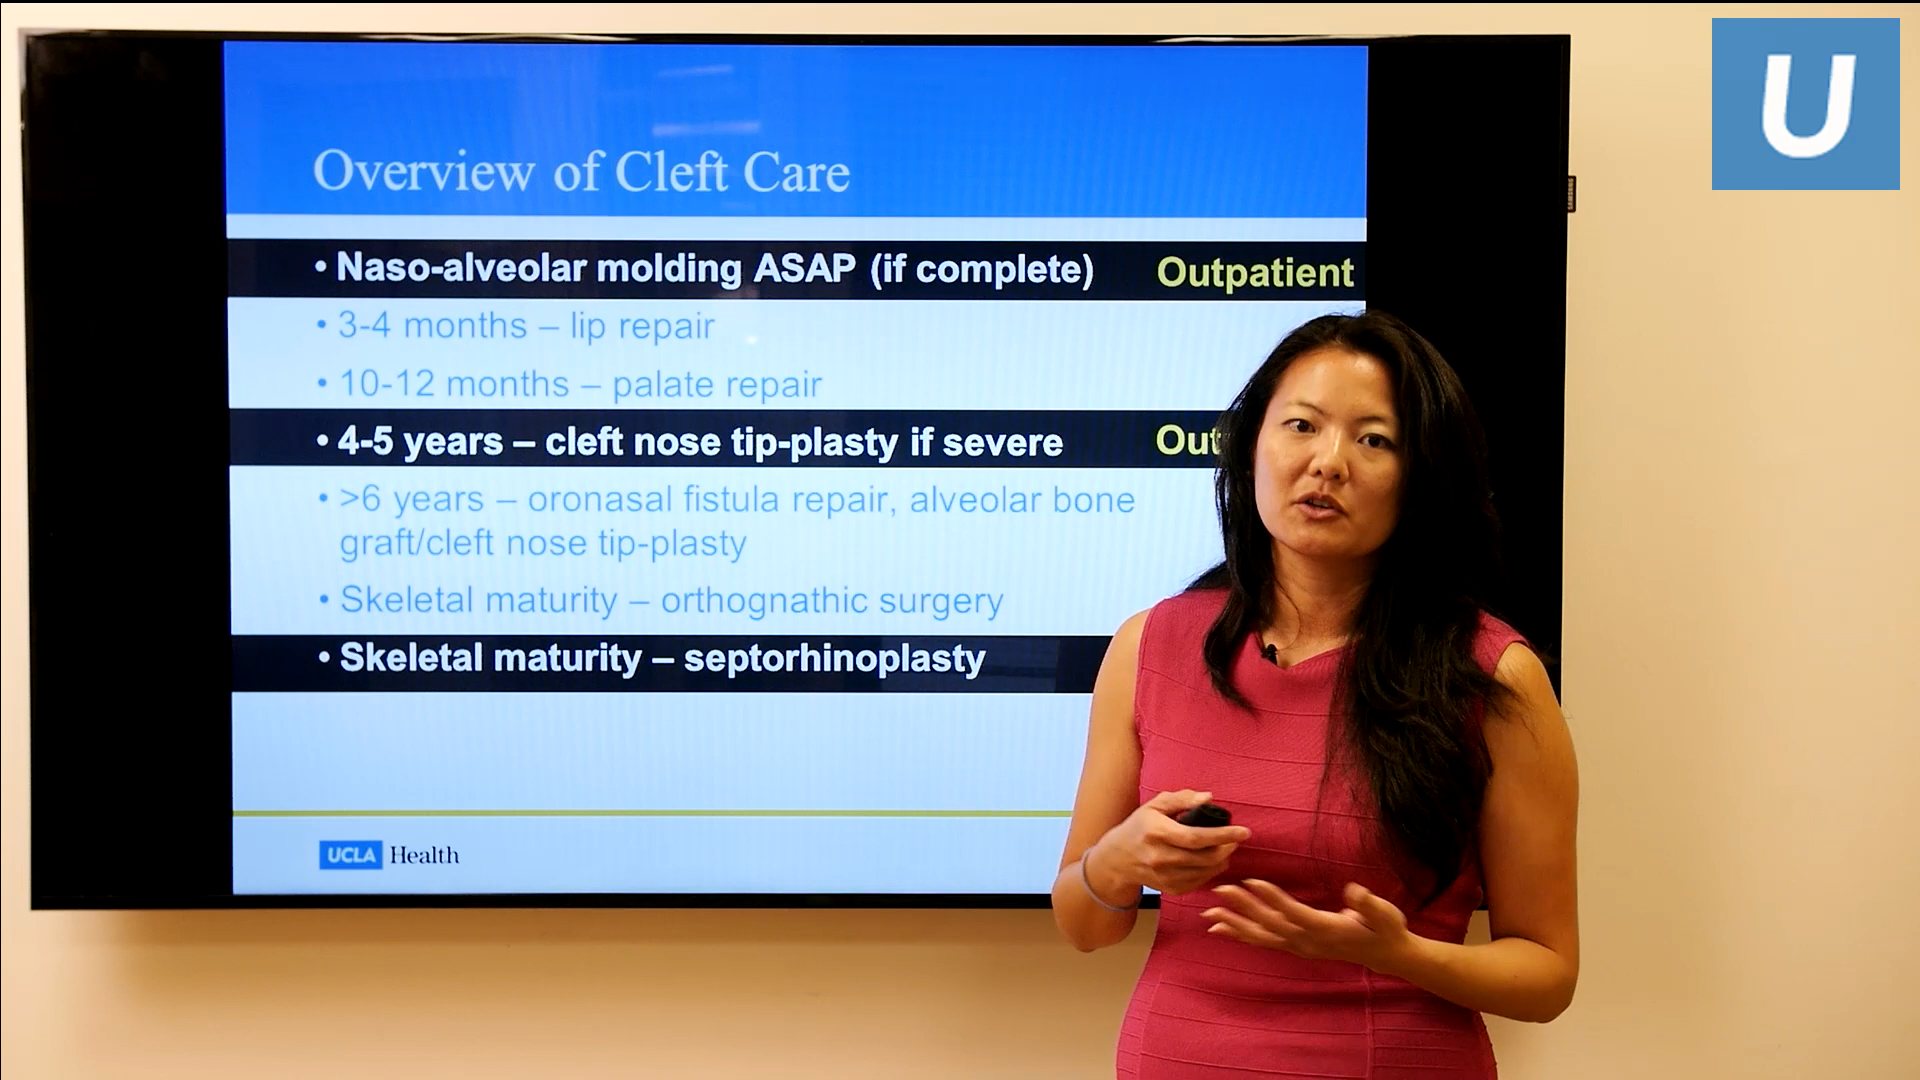 U
Overview of Cleft Care
• Naso-alveolar molding ASAP (if complete) Outpatient
• 3-4 months – lip repair
• 10-12 months – palate repair
• 4-5 years – cleft nose tip-plasty if severe
• >6 years – oronasal fistula repair, alveolar bone
graft/cleft nose tip-plasty
• Skeletal maturity – orthognathic surgery
• Skeletal maturity – septorhinoplasty
UCLA Health
SAMSUNG